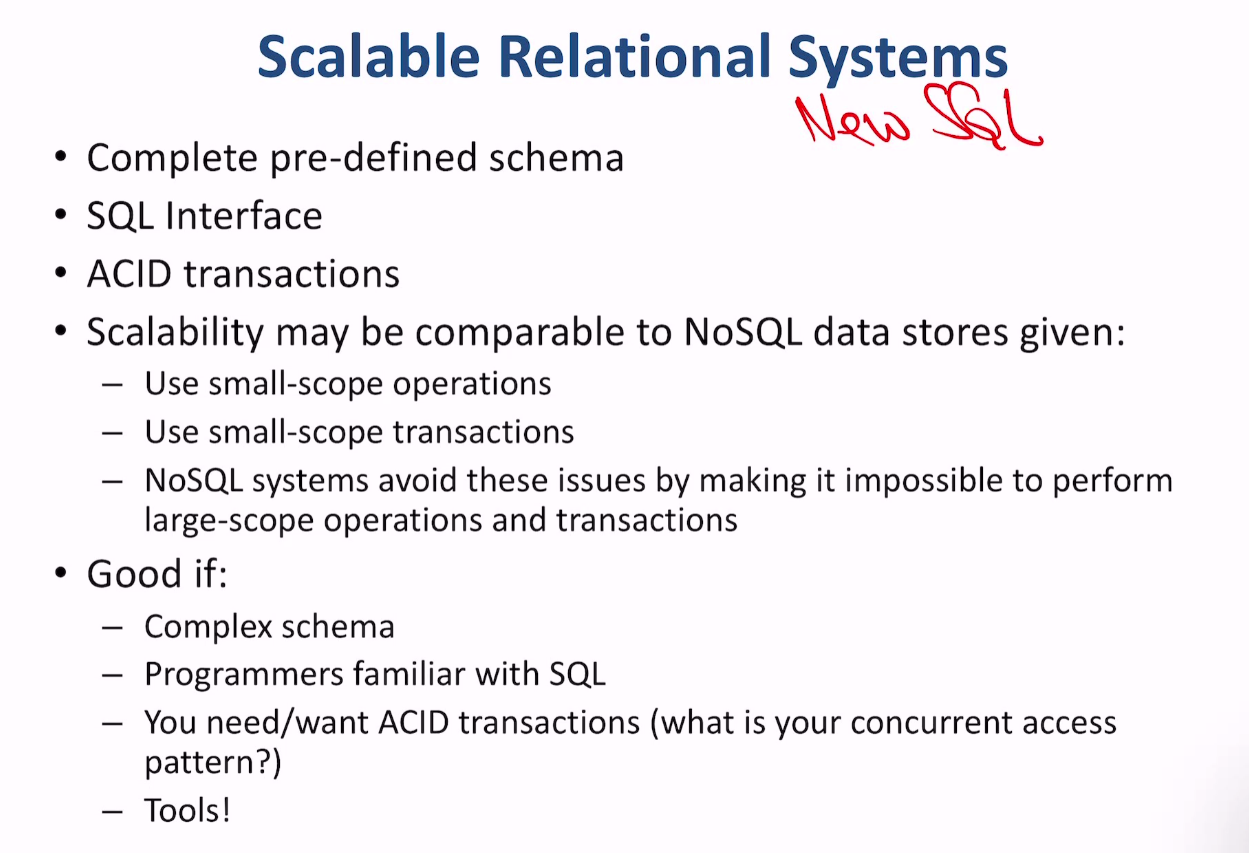 Scalable Relational Systems
New SQL
• Complete pre-defined schema
• SQL Interface
• ACID transactions
• Scalability may be comparable to NoSQL data stores given:
– Use small-scope operations
– Use small-scope transactions
– NoSQL systems avoid these issues by making it impossible to perform
large-scope operations and transactions
• Good if:
– Complex schema
– Programmers familiar with SQL
– You need/want ACID transactions (what is your concurrent access
pattern?)
– Tools!